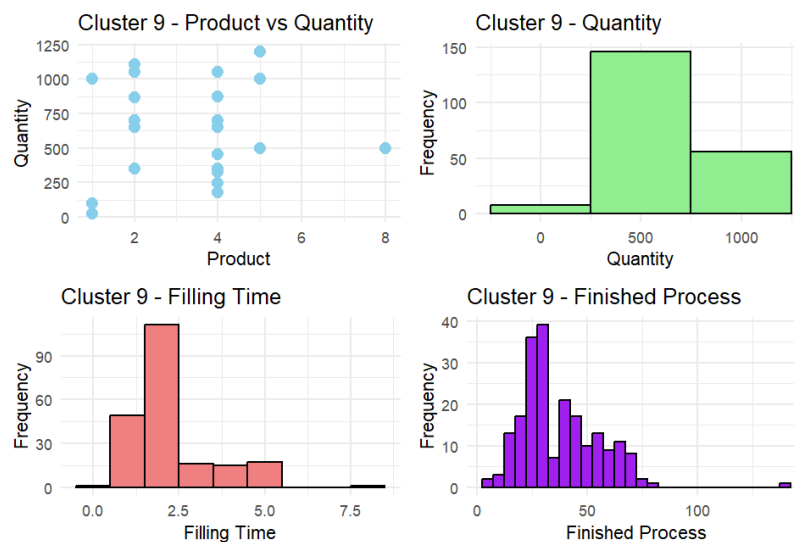 Cluster 9 - Product vs Quantity
1250
1000
750
500
250
0
Quantity
2
4
6
8
Product
Cluster 9 - Quantity
150
100
50
0
Frequency
0
500
1000
Quantity
Cluster 9 - Filling Time
90
60
30
0
Frequency
0.0
2.5
5.0
7.5
Filling Time
Cluster 9 - Finished Process
40
30
20
10
0
Frequency
0
50
100
Finished Process